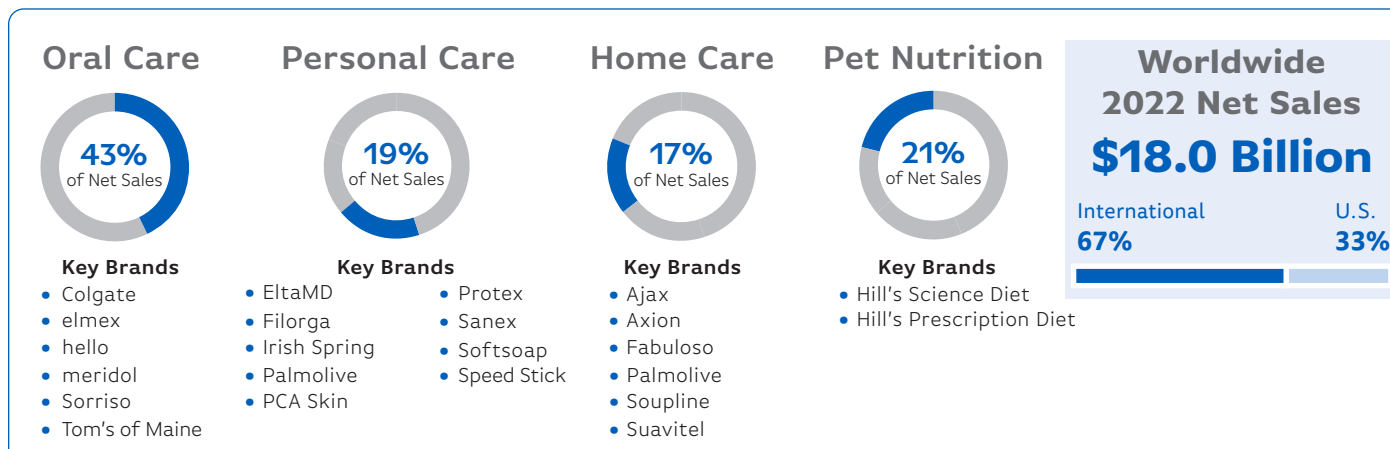 Oral Care
43%
of Net Sales
Key Brands
• Colgate
• elmex
• hello
• meridol
• Sorriso
• Tom's of Maine
Personal Care
19%
of Net Sales
Key Brands
• EltaMD
• Filorga
• Irish Spring
• Palmolive
• PCA Skin
• Protex
• Sanex
• Softsoap
• Speed Stick
Home Care
17%
of Net Sales
Key Brands
• Ajax
• Axion
• Fabuloso
• Palmolive
• Soupline
• Suavitel
Pet Nutrition
21%
of Net Sales
Key Brands
• Hill's Science Diet
• Hill's Prescription Diet
Worldwide
2022 Net Sales
$18.0 Billion
International U.S.
67% 33%